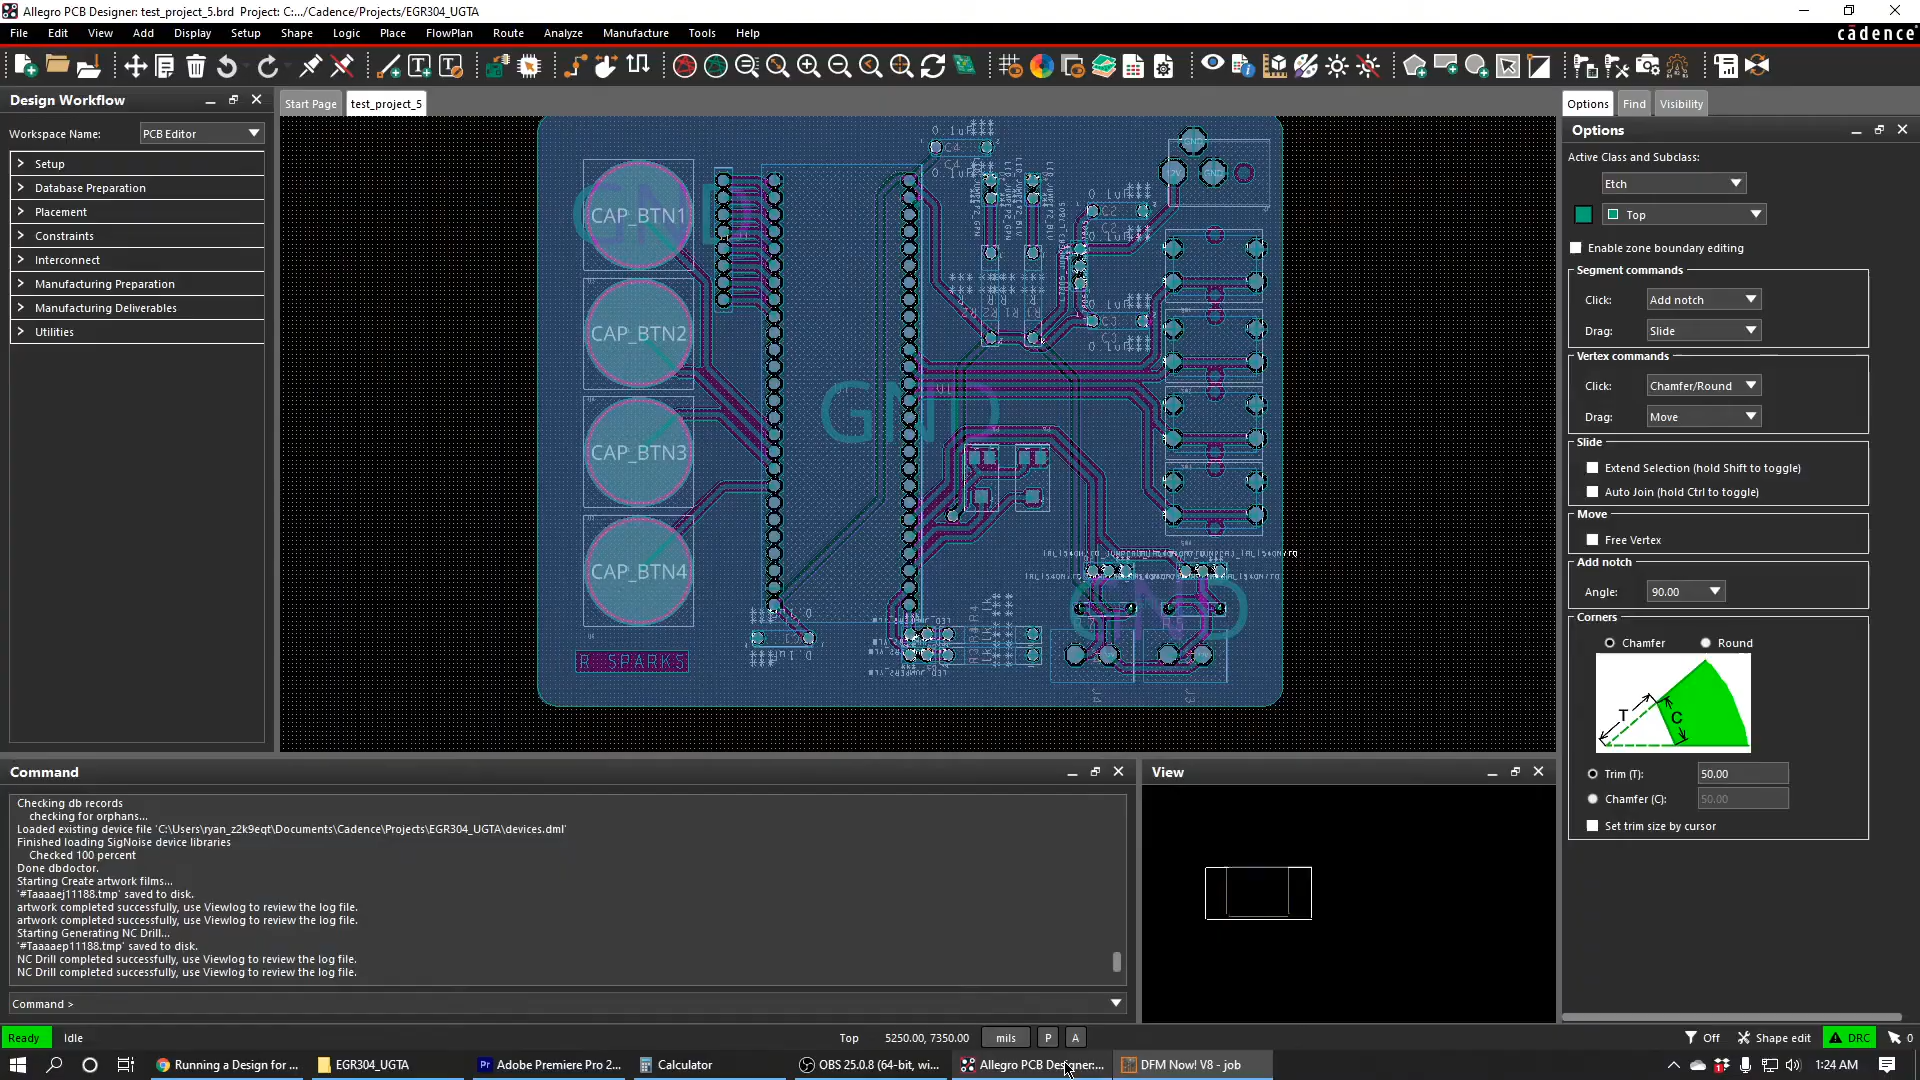 Allegro PCB Designer: test_project_5.brd  Project: C:.../Cadence/Projects/EGR304_UGTA
File Edit View Add Display Setup Shape Logic Place FlowPlan Route Analyze Manufacture Tools Help
cadence
Design Workflow
Start Page test_project_5
Options Find Visibility
Workspace Name: PCB Editor
Setup
Database Preparation
Placement
Constraints
Interconnect
Manufacturing Preparation
Manufacturing Deliverables
Utilities
CAP_BTN1
CAP_BTN2
CAP_BTN3
CAP_BTN4
GND
GND
GND
R SPARKS
0.1uF
C4
C2
C3
Options
Active Class and Subclass:
Etch
Top
Enable zone boundary editing
Segment commands
Click: Add notch
Drag: Slide
Vertex commands
Click: Chamfer/Round
Drag: Move
Slide
Extend Selection (hold Shift to toggle)
Auto Join (hold Ctrl to toggle)
Move
Free Vertex
Add notch
Angle: 90.00
Corners
Chamfer Round
T
C
Trim (T): 50.00
Chamfer (C): 50.00
Set trim size by cursor
Command
Checking db records
checking for orphans...
Loaded existing device file 'C:\Users\ryan_z2k9eqt\Documents\Cadence\Projects\EGR304_UGTA\devices.dml'
Finished loading SigNoise device libraries
Checked 100 percent
Done dbdoctor.
Starting Create artwork films...
'#Taaaaej11188.tmp' saved to disk.
artwork completed successfully, use Viewlog to review the log file.
artwork completed successfully, use Viewlog to review the log file.
Starting Generating NC Drill...
'#Taaaaep11188.tmp' saved to disk.
NC Drill completed successfully, use Viewlog to review the log file.
NC Drill completed successfully, use Viewlog to review the log file.
Command >
View
Ready Idle Top 5250.00, 7350.00 mils P A Off Shape edit DRC 0
Running a Design for ... EGR304_UGTA Adobe Premiere Pro 2... Calculator OBS 25.0.8 (64-bit, wi... Allegro PCB Designer:... DFM Now! V8 - job 1:24 AM